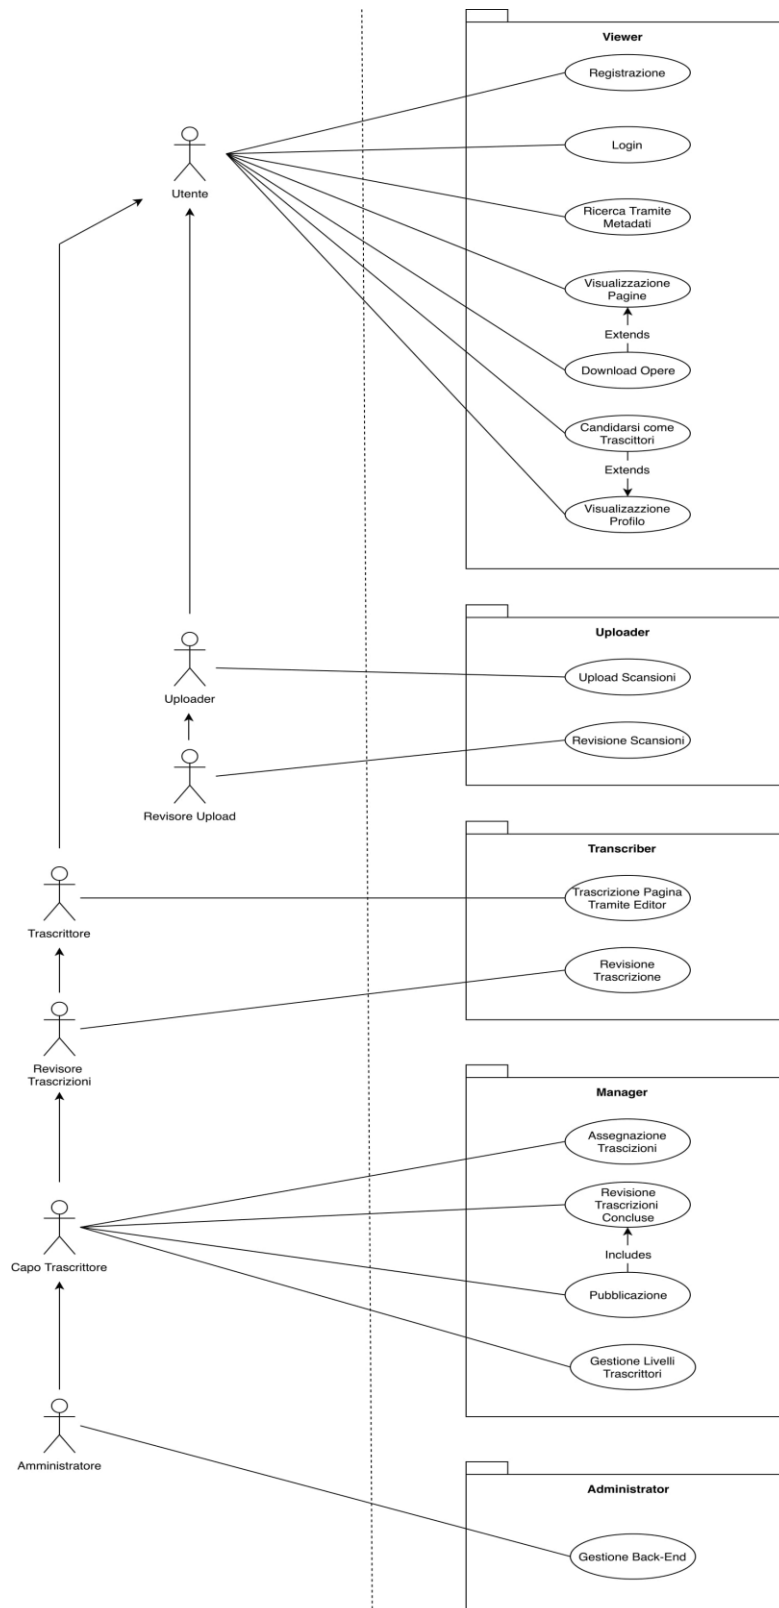 Viewer
Registrazione
Login
Utente
Ricerca Tramite
Metadati
Visualizzazione
Pagine
Extends
Download Opere
Candidarsi come
Trascittori
Extends
Visualizazzione
Profilo
Uploader
Upload Scansioni
Uploader
Revisione Scansioni
Revisore Upload
Transcriber
Trascrizione Pagina
Tramite Editor
Trascrittore
Revisione
Trascrizione
Revisore
Trascrizioni
Manager
Assegnazione
Trascizioni
Revisione
Trascrizioni
Concluse
Includes
Capo Trascrittore
Pubblicazione
Gestione Livelli
Trascrittori
Amministratore
Administrator
Gestione Back-End